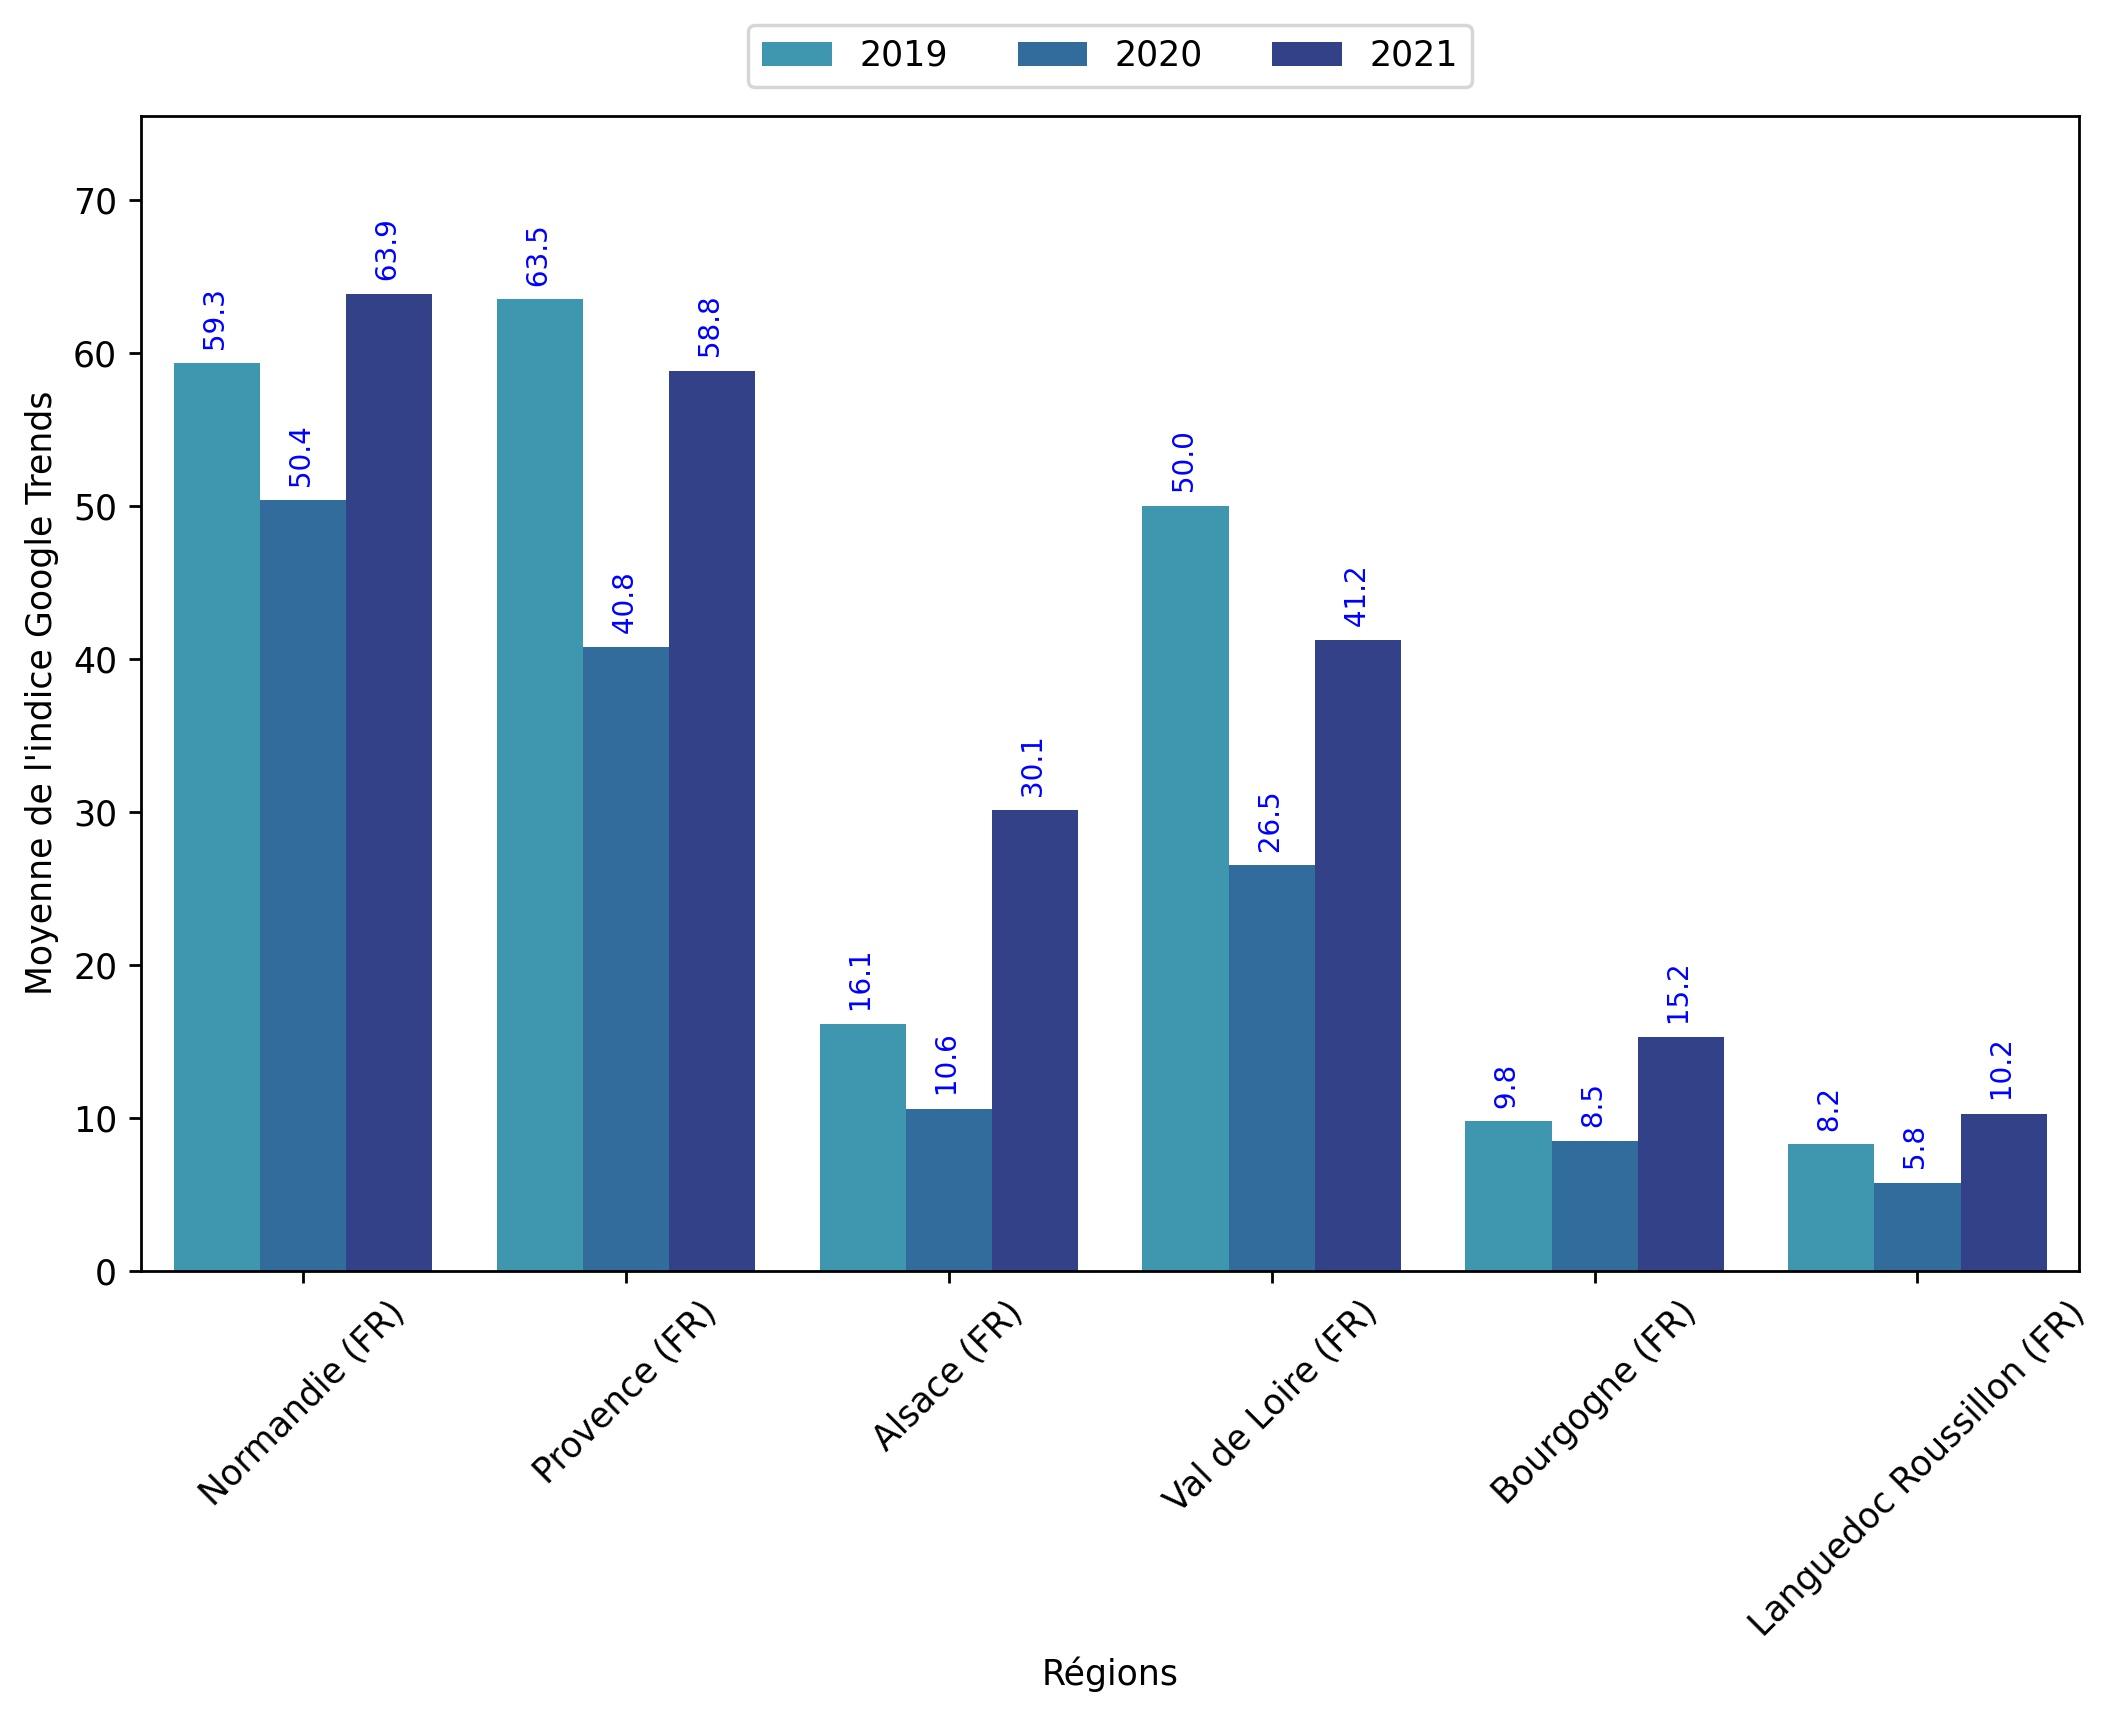 2019 2020 2021
Moyenne de l'indice Google Trends
70
60
50
40
30
20
10
0
59.3
50.4
63.9
63.5
40.8
58.8
16.1
10.6
30.1
50.0
26.5
41.2
9.8
8.5
15.2
8.2
5.8
10.2
Normandie (FR)
Provence (FR)
Alsace (FR)
Val de Loire (FR)
Bourgogne (FR)
Languedoc Roussillon (FR)
Régions